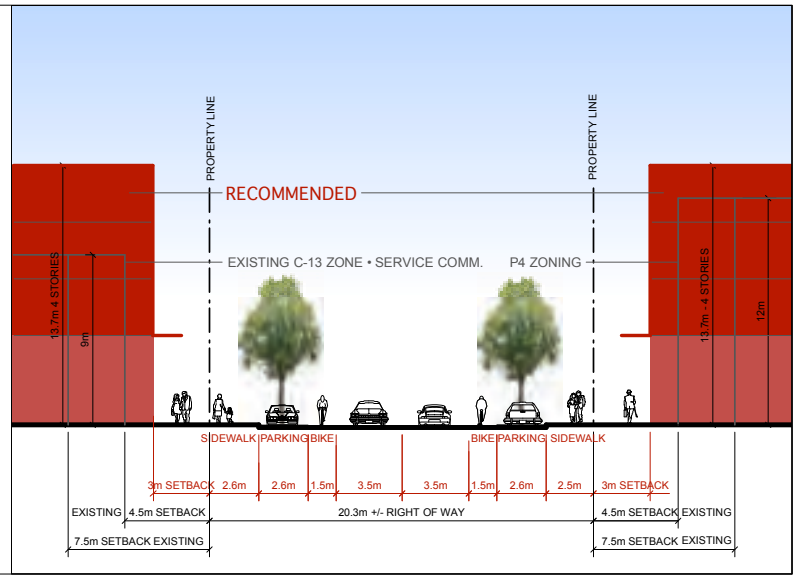 PROPERTY LINE
PROPERTY LINE
RECOMMENDED
EXISTING C-13 ZONE • SERVICE COMM.
P4 ZONING
13.7m 4 STORIES
9m
13.7m - 4 STORIES
12m
SIDEWALK PARKING BIKE
BIKE PARKING SIDEWALK
3m SETBACK 2.6m 2.6m 1.5m 3.5m 3.5m 1.5m 2.6m 2.5m 3m SETBACK
EXISTING 4.5m SETBACK 20.3m +/- RIGHT OF WAY 4.5m SETBACK EXISTING
7.5m SETBACK EXISTING 7.5m SETBACK EXISTING